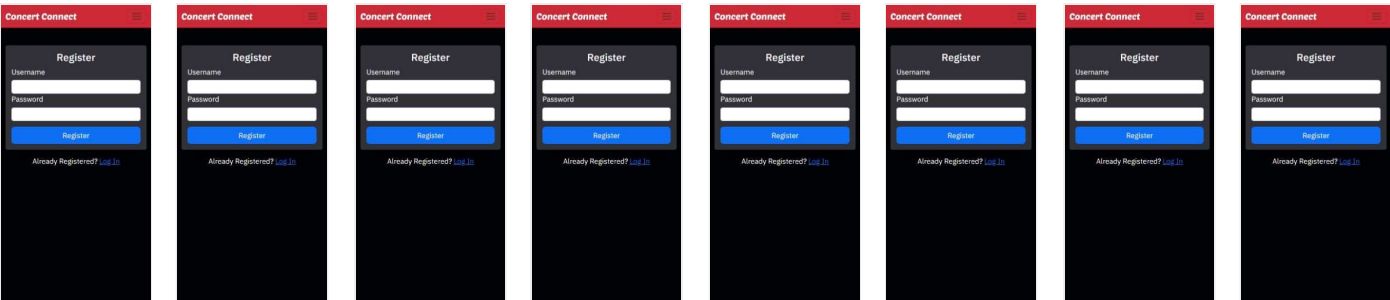 Concert Connect Concert Connect Concert Connect Concert Connect Concert Connect Concert Connect Concert Connect Concert Connect
Register Register Register Register Register Register Register Register
Username Username Username Username Username Username Username Username
Password Password Password Password Password Password Password Password
Register Register Register Register Register Register Register Register
Already Registered? Log In Already Registered? Log In Already Registered? Log In Already Registered? Log In Already Registered? Log In Already Registered? Log In Already Registered? Log In Already Registered? Log In